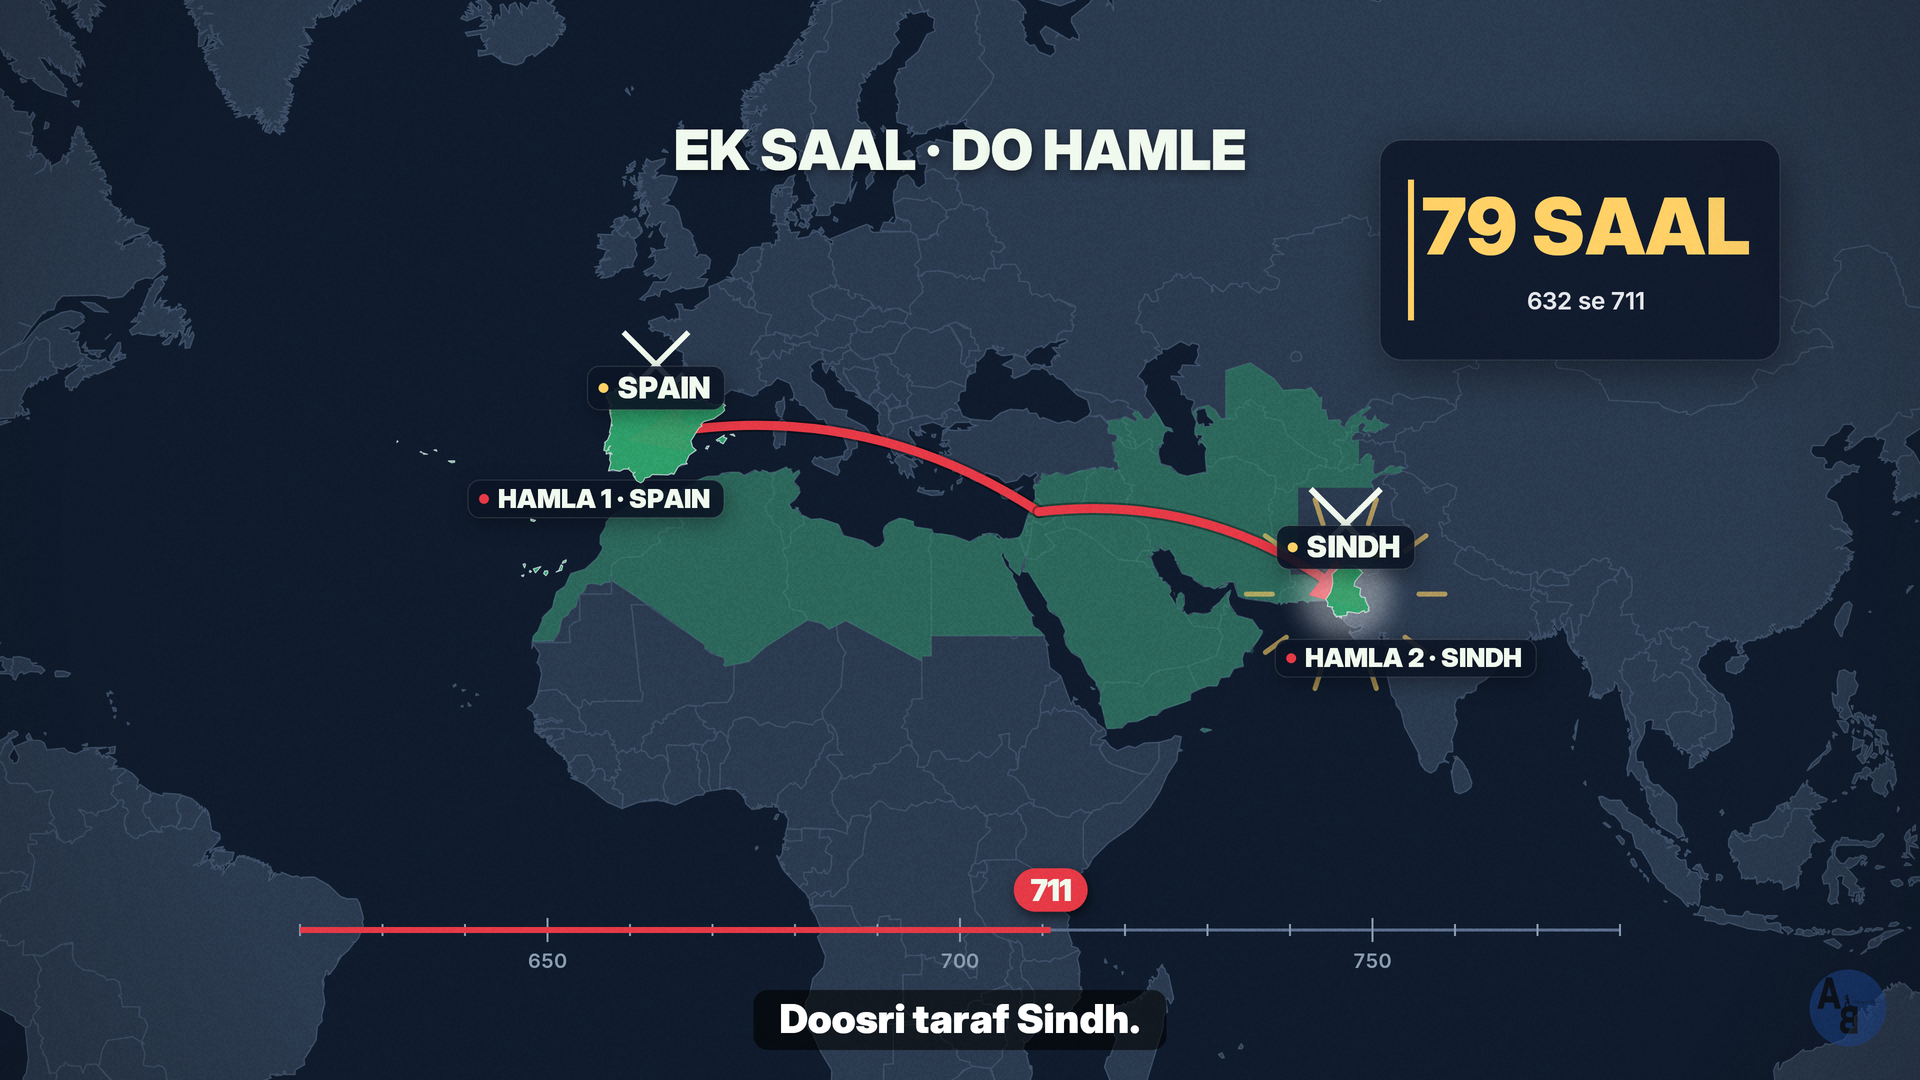 EK SAAL · DO HAMLE
79 SAAL
632 se 711
SPAIN
HAMLA 1 · SPAIN
SINDH
HAMLA 2 · SINDH
711
650
700
750
Doosri taraf Sindh.
A
B